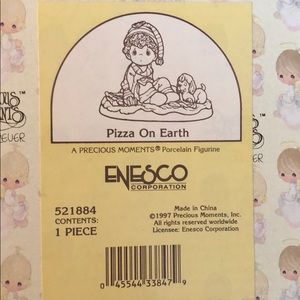 Pizza On Earth
A PRECIOUS MOMENTS® Porcelain Figurine
ENESCO
CORPORATION
521884
CONTENTS:
1 PIECE
Made in China
©1997 Precious Moments, Inc.
All rights reserved worldwide
Licensee: Enesco Corporation
0 45544 33847 9